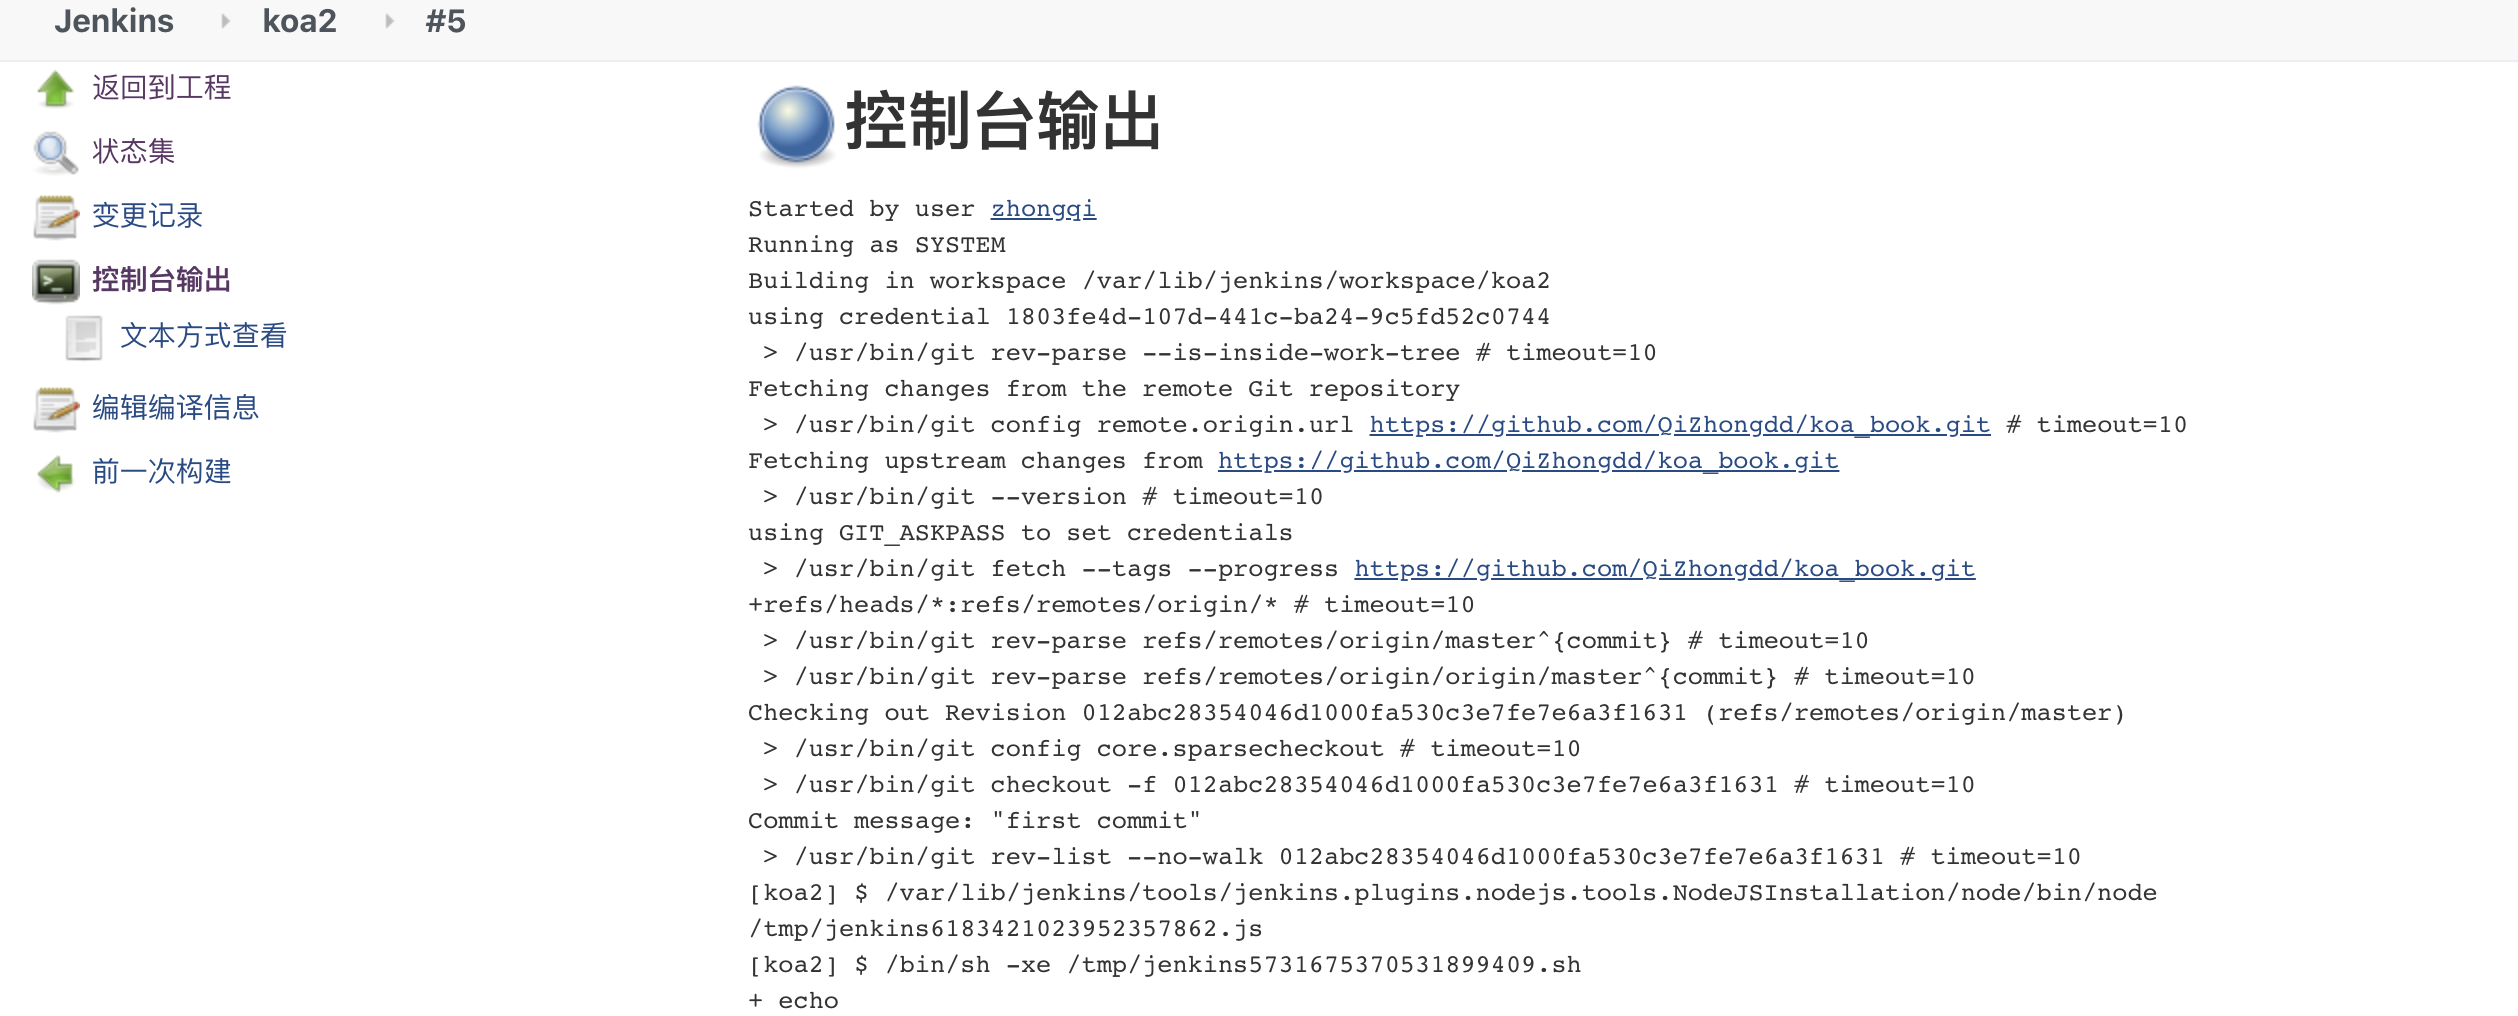 Jenkins koa2 #5
返回到工程
状态集
变更记录
控制台输出
文本方式查看
编辑编译信息
前一次构建
控制台输出
Started by user zhongqi
Running as SYSTEM
Building in workspace /var/lib/jenkins/workspace/koa2
using credential 1803fe4d-107d-441c-ba24-9c5fd52c0744
 > /usr/bin/git rev-parse --is-inside-work-tree # timeout=10
Fetching changes from the remote Git repository
 > /usr/bin/git config remote.origin.url https://github.com/QiZhongdd/koa_book.git # timeout=10
Fetching upstream changes from https://github.com/QiZhongdd/koa_book.git
 > /usr/bin/git --version # timeout=10
using GIT_ASKPASS to set credentials
 > /usr/bin/git fetch --tags --progress https://github.com/QiZhongdd/koa_book.git
+refs/heads/*:refs/remotes/origin/* # timeout=10
 > /usr/bin/git rev-parse refs/remotes/origin/master^{commit} # timeout=10
 > /usr/bin/git rev-parse refs/remotes/origin/origin/master^{commit} # timeout=10
Checking out Revision 012abc28354046d1000fa530c3e7fe7e6a3f1631 (refs/remotes/origin/master)
 > /usr/bin/git config core.sparsecheckout # timeout=10
 > /usr/bin/git checkout -f 012abc28354046d1000fa530c3e7fe7e6a3f1631 # timeout=10
Commit message: "first commit"
 > /usr/bin/git rev-list --no-walk 012abc28354046d1000fa530c3e7fe7e6a3f1631 # timeout=10
[koa2] $ /var/lib/jenkins/tools/jenkins.plugins.nodejs.tools.NodeJSInstallation/node/bin/node
/tmp/jenkins6183421023952357862.js
[koa2] $ /bin/sh -xe /tmp/jenkins5731675370531899409.sh
+ echo